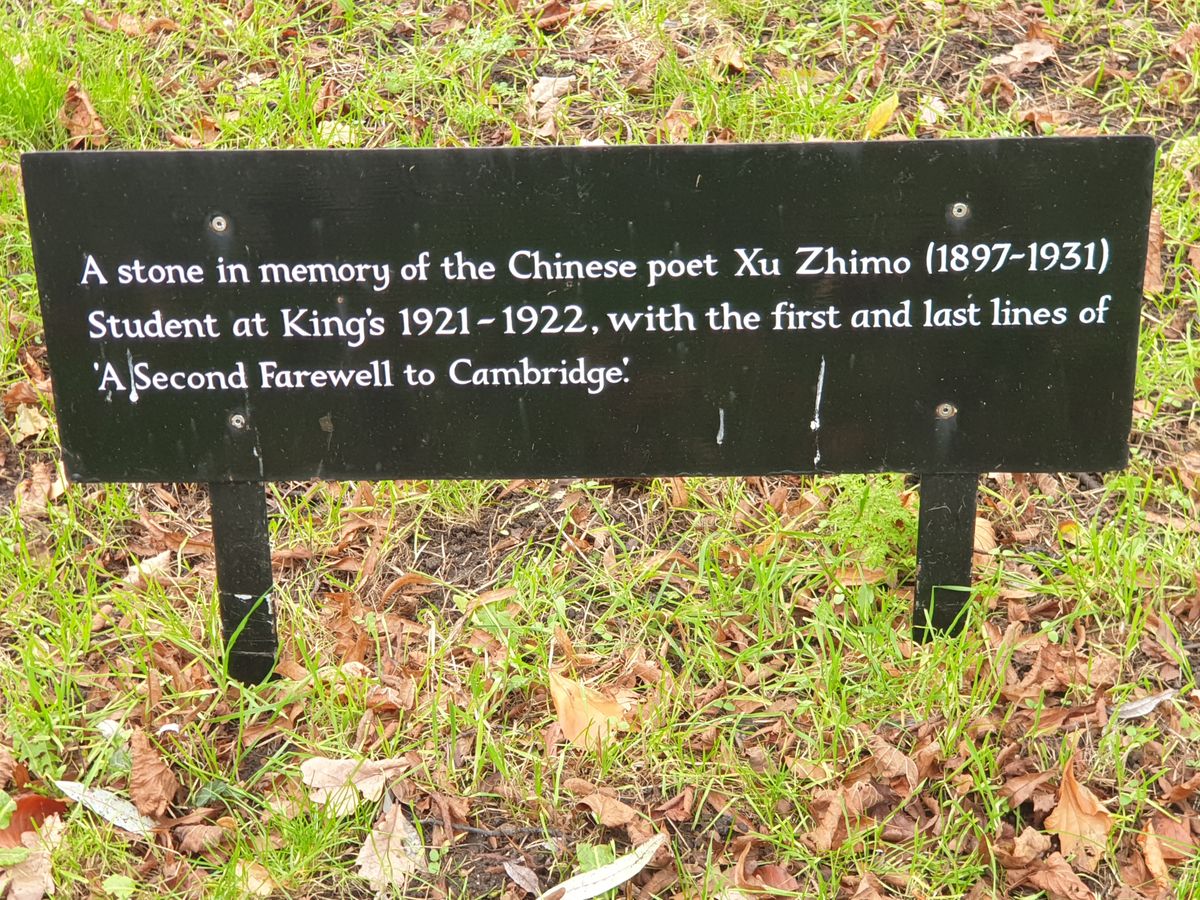 A stone in memory of the Chinese poet Xu Zhimo (1897-1931)
Student at King's 1921-1922, with the first and last lines of
'A Second Farewell to Cambridge'.